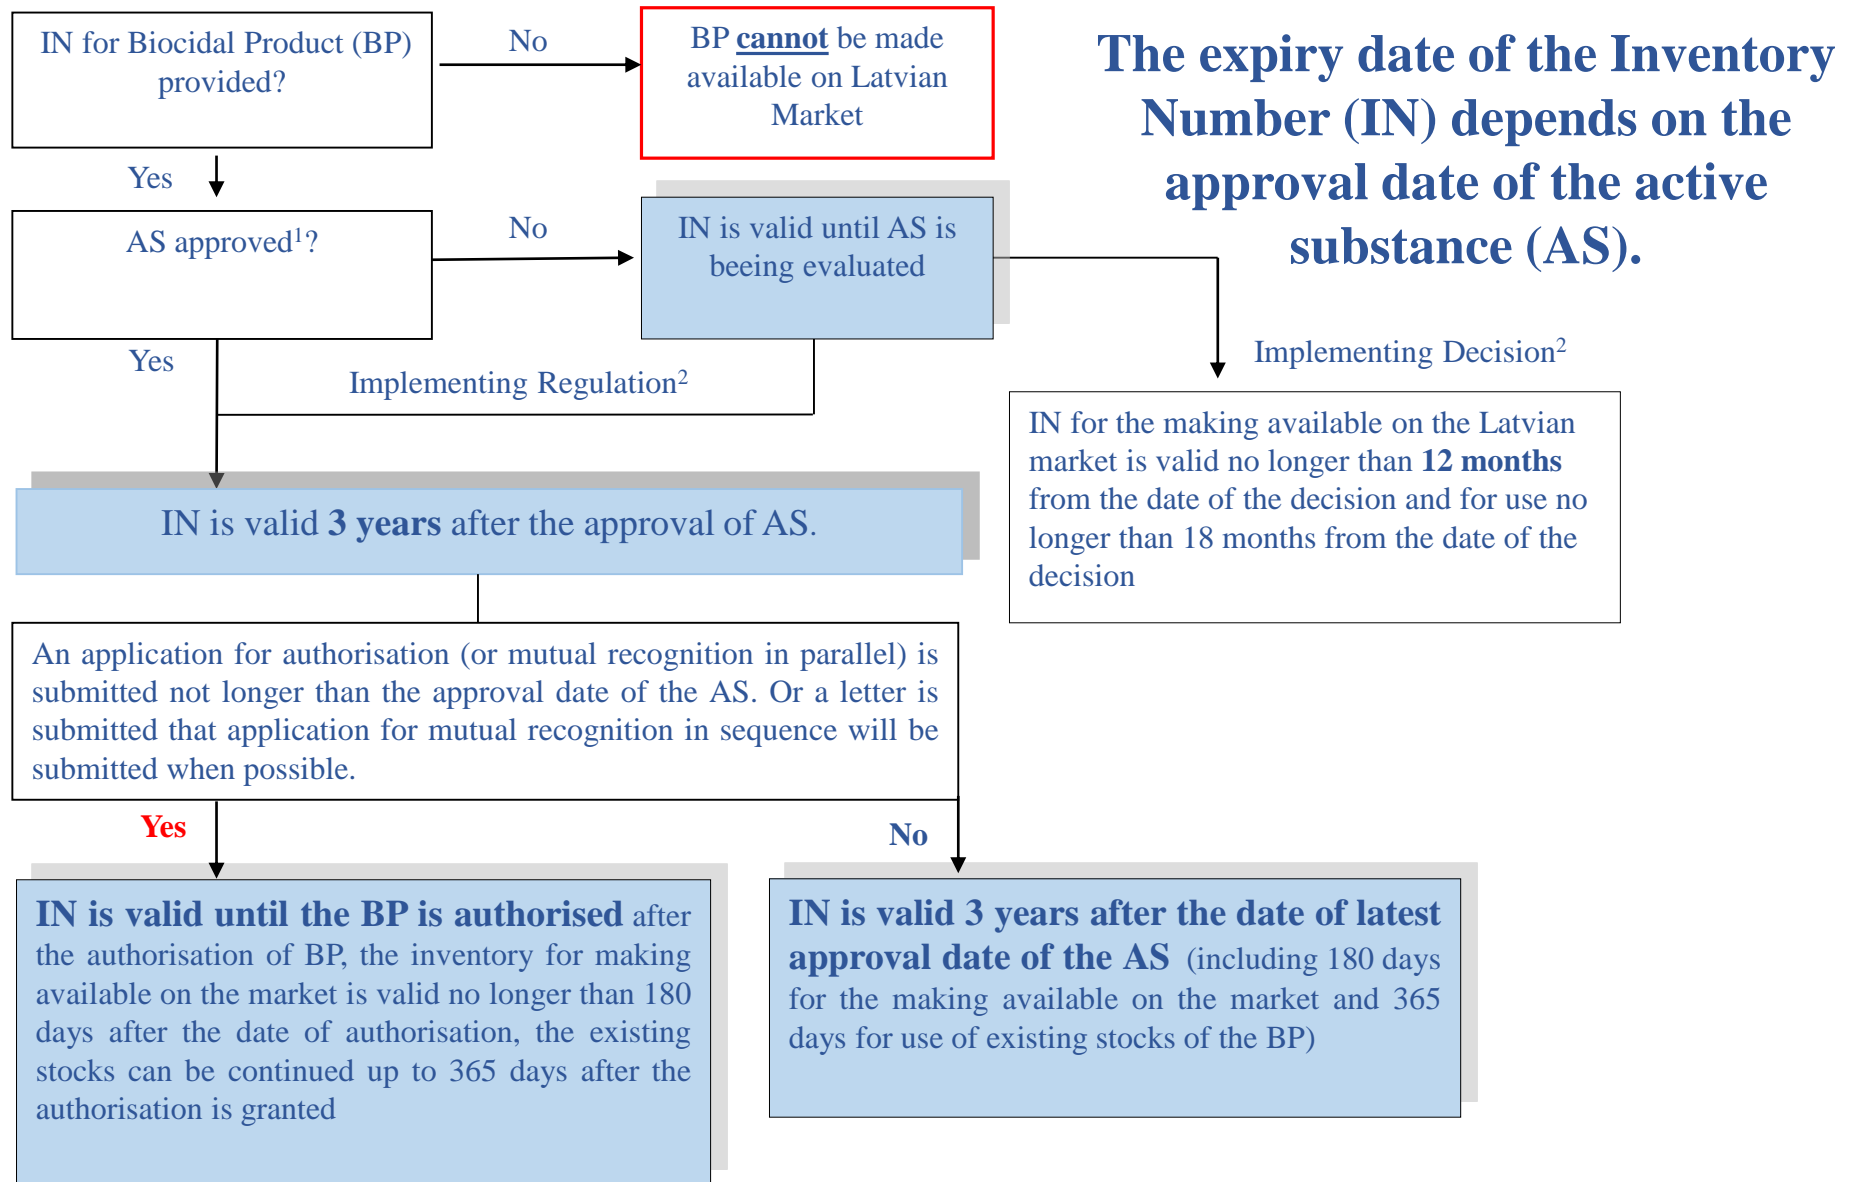 IN for Biocidal Product (BP)
provided?
No
BP cannot be made
available on Latvian
Market
The expiry date of the Inventory
Number (IN) depends on the
approval date of the active
substance (AS).
Yes
AS approved¹?
No
IN is valid until AS is
beeing evaluated
Yes
Implementing Regulation²
Implementing Decision²
IN for the making available on the Latvian
market is valid no longer than 12 months
from the date of the decision and for use no
longer than 18 months from the date of the
decision
IN is valid 3 years after the approval of AS.
An application for authorisation (or mutual recognition in parallel) is
submitted not longer than the approval date of the AS. Or a letter is
submitted that application for mutual recognition in sequence will be
submitted when possible.
Yes
No
IN is valid until the BP is authorised after
the authorisation of BP, the inventory for making
available on the market is valid no longer than 180
days after the date of authorisation, the existing
stocks can be continued up to 365 days after the
authorisation is granted
IN is valid 3 years after the date of latest
approval date of the AS (including 180 days
for the making available on the market and 365
days for use of existing stocks of the BP)